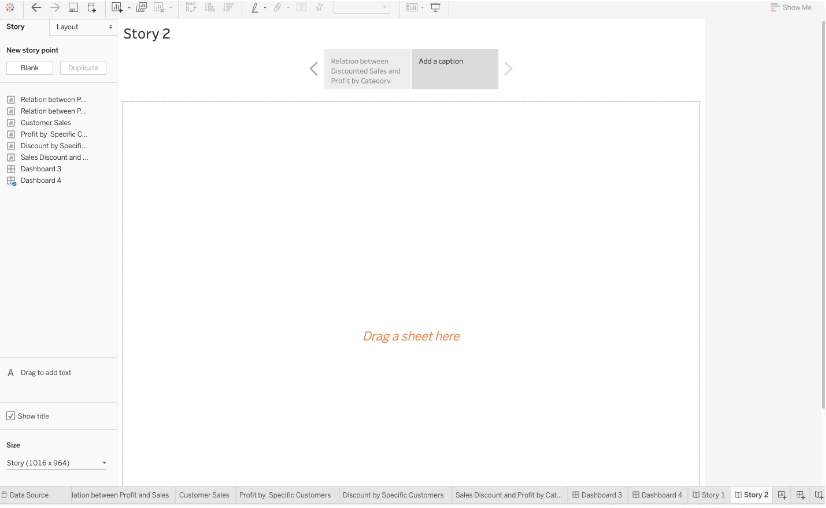 Show Me
Story
Layout
New story point
Blank
Duplicate
Relation between P...
Relation between P...
Customer Sales
Profit by Specific C...
Discount by Specifi...
Sales Discount and ...
Dashboard 3
Dashboard 4
A Drag to add text
Show title
Size
Story (1016 x 964)
Story 2
Relation between
Discounted Sales and
Profit by Category
Add a caption
Drag a sheet here
Data Source
lation between Profit and Sales
Customer Sales
Profit by Specific Customers
Discount by Specific Customers
Sales Discount and Profit by Cat...
Dashboard 3
Dashboard 4
Story 1
Story 2